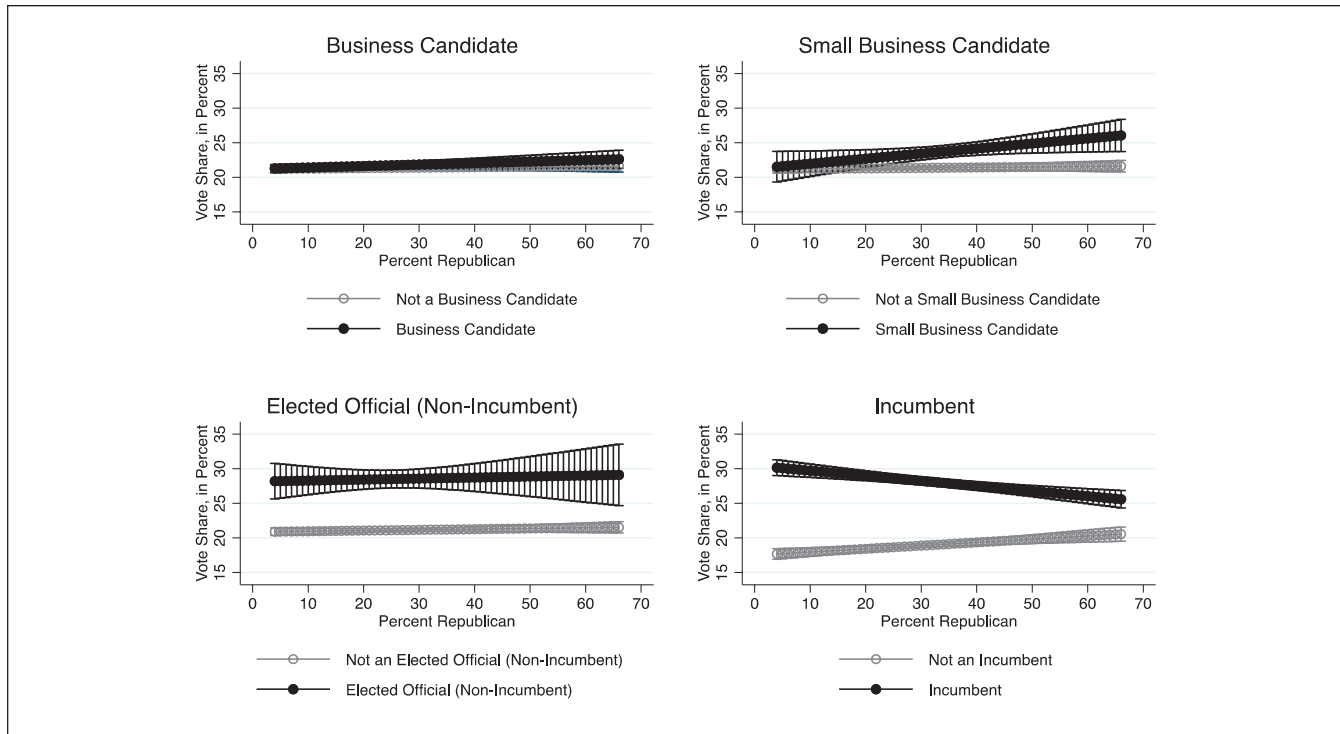 Business Candidate
Vote Share, in Percent
35
30
25
20
15
0 10 20 30 40 50 60 70
Percent Republican
Not a Business Candidate
Business Candidate
Small Business Candidate
Vote Share, in Percent
35
30
25
20
15
0 10 20 30 40 50 60 70
Percent Republican
Not a Small Business Candidate
Small Business Candidate
Elected Official (Non-Incumbent)
Vote Share, in Percent
35
30
25
20
15
0 10 20 30 40 50 60 70
Percent Republican
Not an Elected Official (Non-Incumbent)
Elected Official (Non-Incumbent)
Incumbent
Vote Share, in Percent
35
30
25
20
15
0 10 20 30 40 50 60 70
Percent Republican
Not an Incumbent
Incumbent